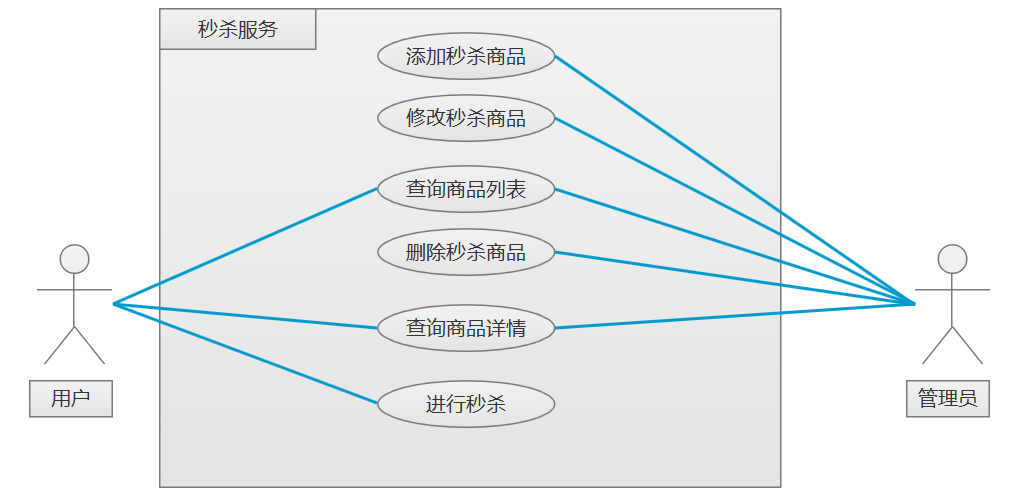 秒杀服务
添加秒杀商品
修改秒杀商品
查询商品列表
删除秒杀商品
查询商品详情
进行秒杀
用户
管理员